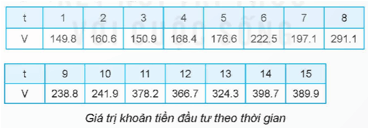 t 1 2 3 4 5 6 7 8
V 149.8 160.6 150.9 168.4 176.6 222.5 197.1 291.1
t 9 10 11 12 13 14 15
V 238.8 241.9 378.2 366.7 324.3 398.7 389.9
Giá trị khoản tiền đầu tư theo thời gian